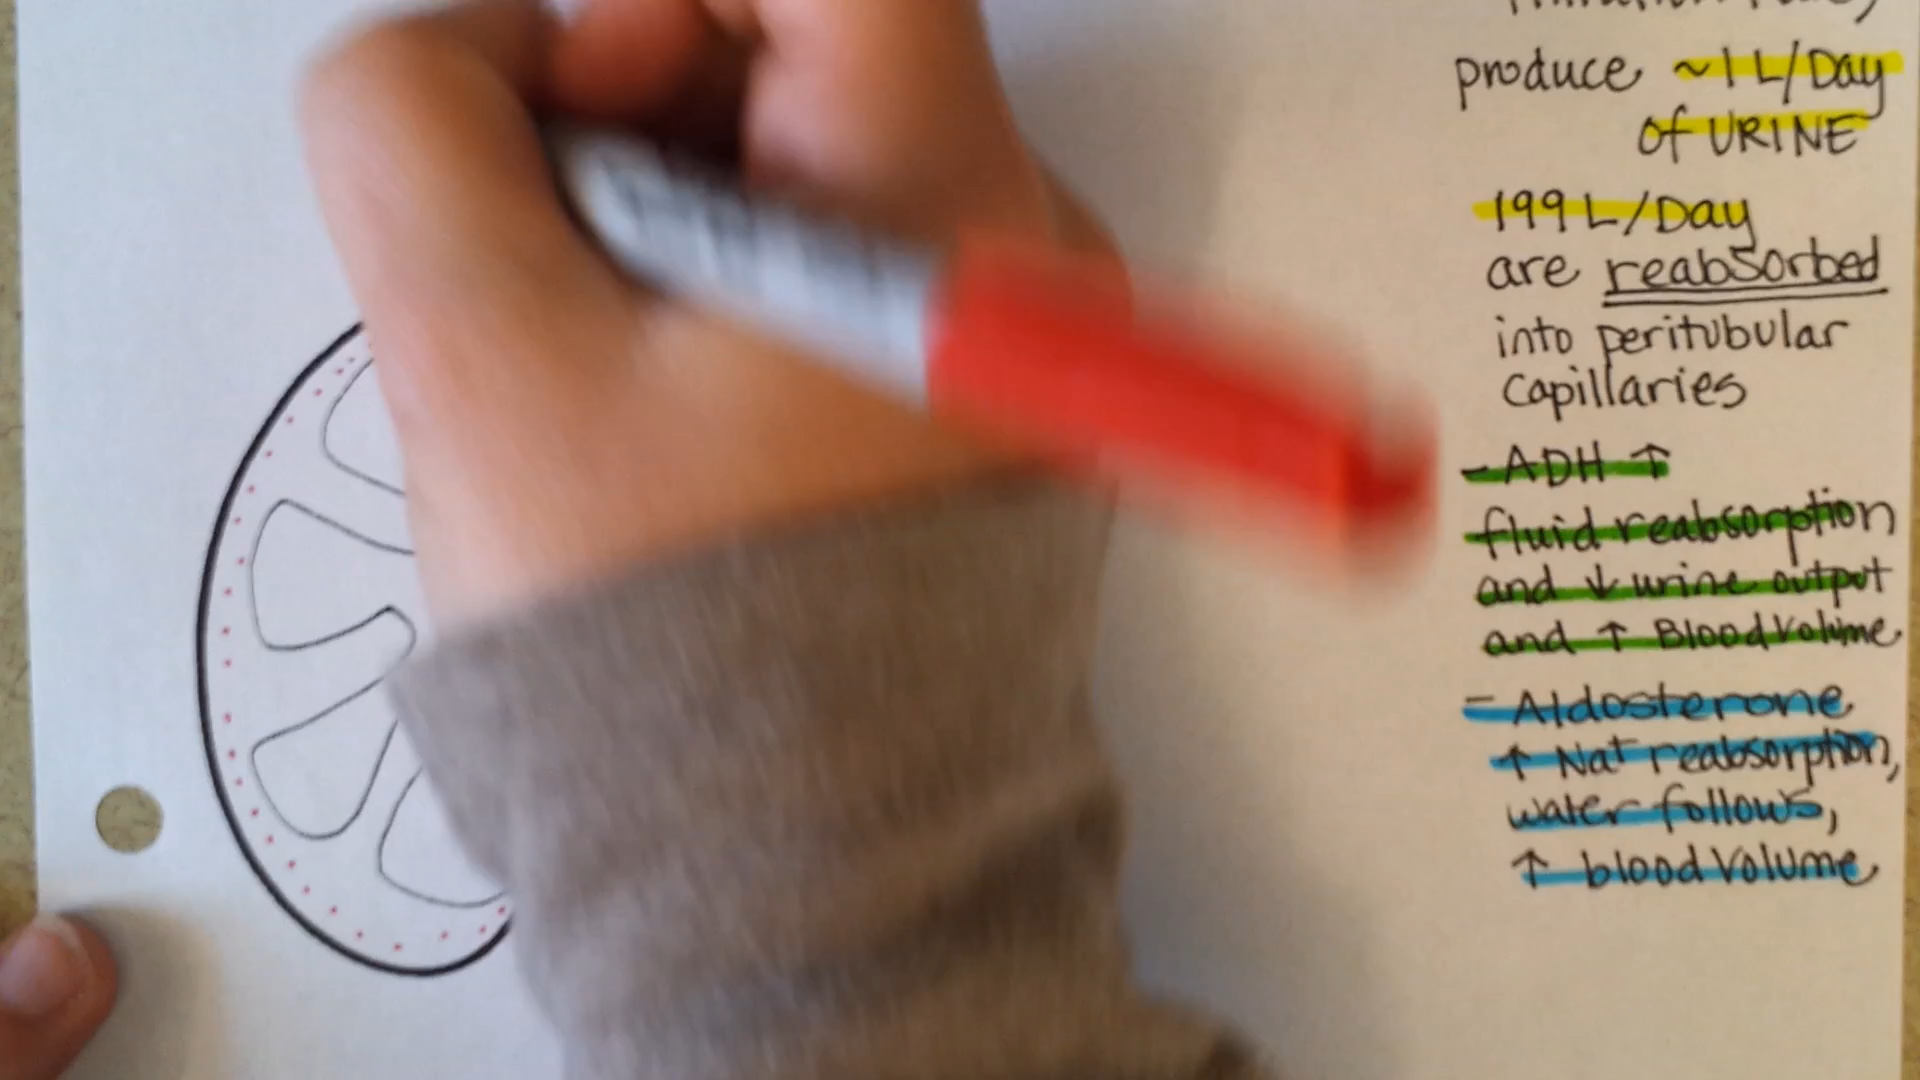 produce ~1 L/Day
of URINE
199 L/Day
are reabsorbed
into peritubular
capillaries
- ADH ↑
fluid reabsorption
and ↓ urine output
and ↑ Blood Volume
- Aldosterone
↑ Na+ reabsorption,
water follows,
↑ blood Volume